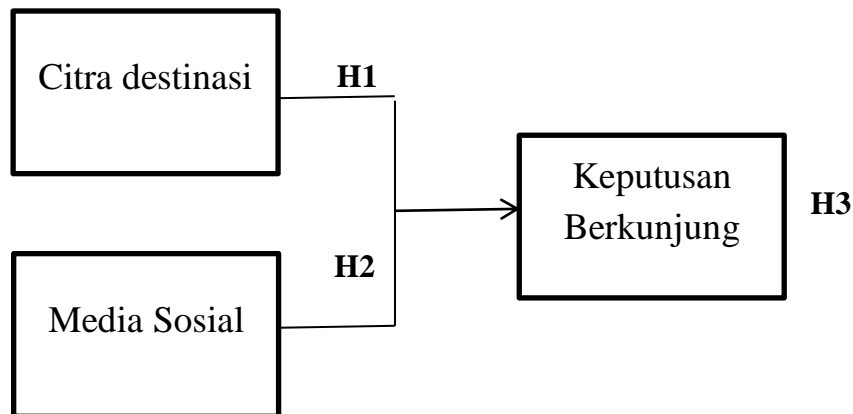 Citra destinasi
H1
Keputusan
Berkunjung
H3
H2
Media Sosial